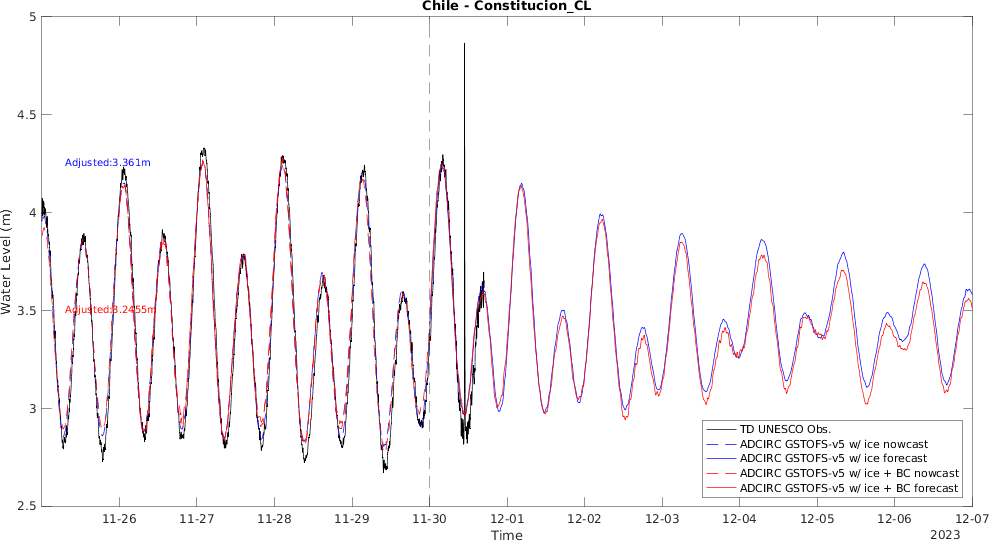 Chile - Constitucion_CL
5
4.5
4
3.5
3
2.5
Water Level (m)
Adjusted:3.361m
Adjusted:3.2455m
TD UNESCO Obs.
ADCIRC GSTOFS-v5 w/ ice nowcast
ADCIRC GSTOFS-v5 w/ ice forecast
ADCIRC GSTOFS-v5 w/ ice + BC nowcast
ADCIRC GSTOFS-v5 w/ ice + BC forecast
11-26 11-27 11-28 11-29 11-30 12-01 12-02 12-03 12-04 12-05 12-06 12-07
Time
2023